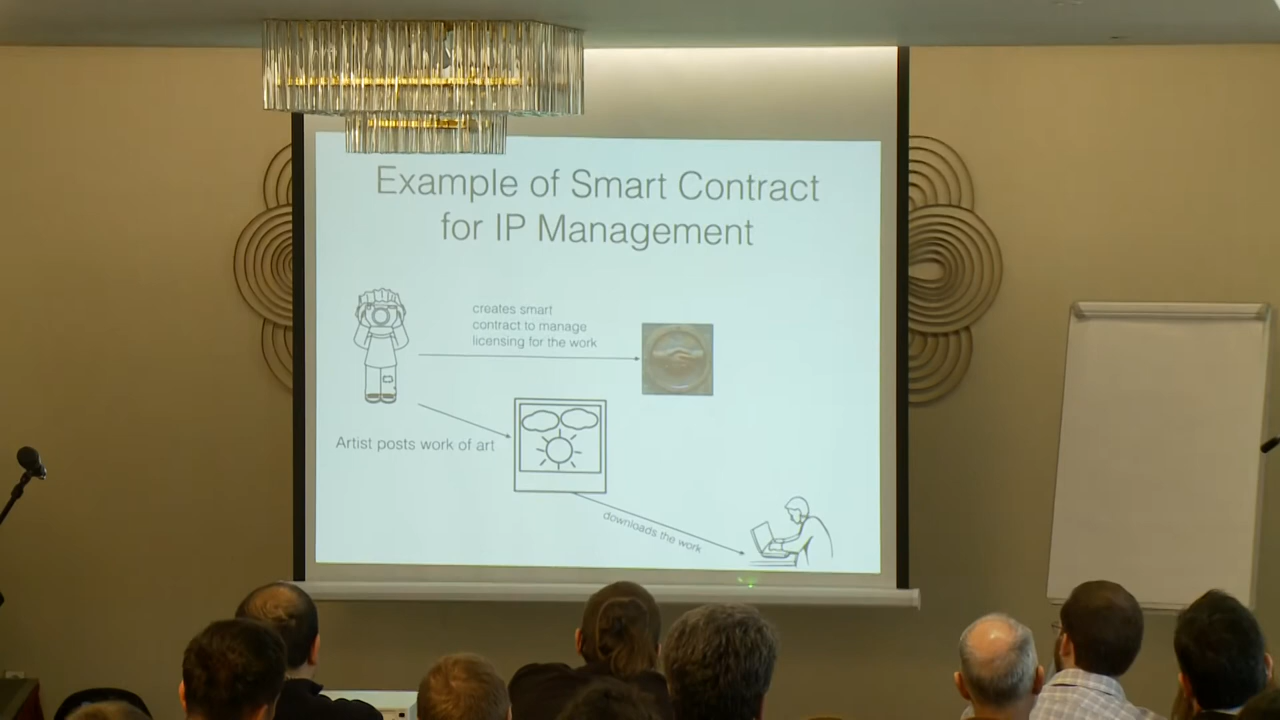 Example of Smart Contract
for IP Management
creates smart
contract to manage
licensing for the work
Artist posts work of art
downloads the work